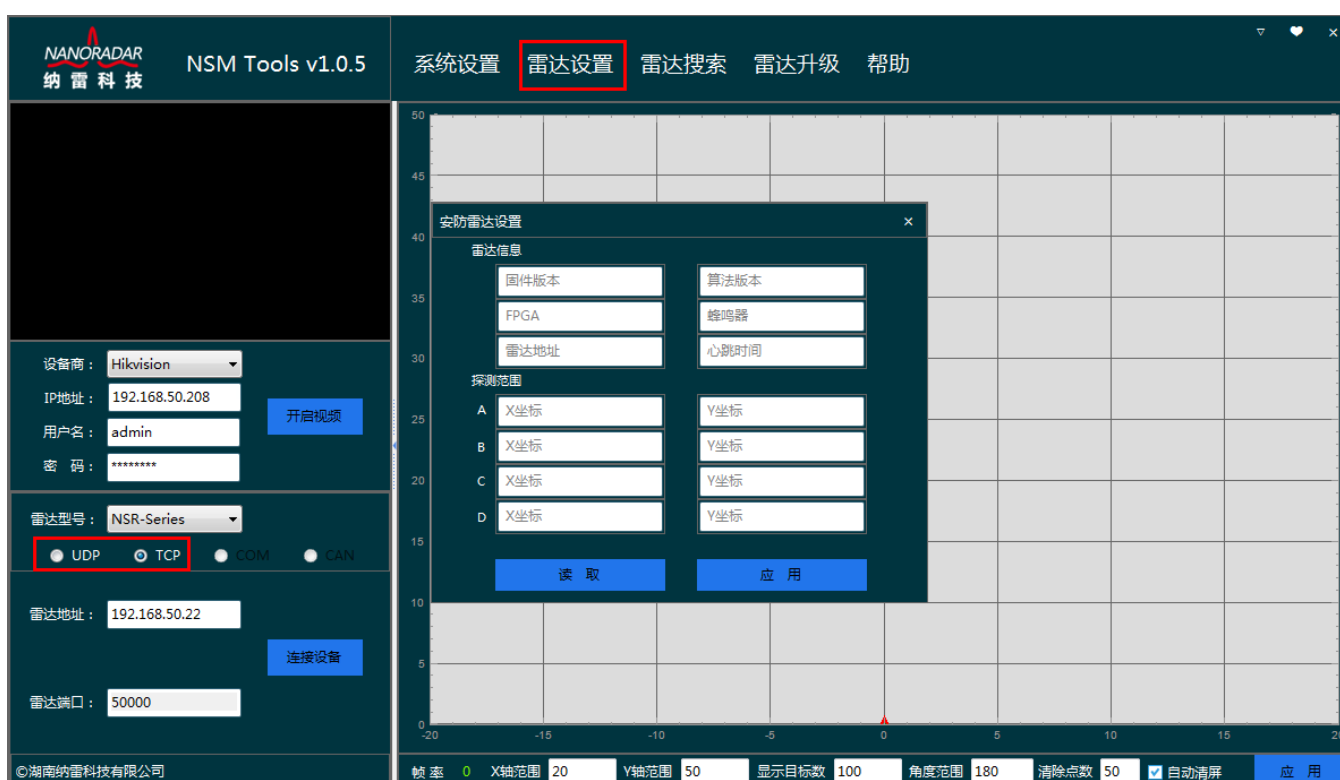 NANORADAR
纳雷科技
NSM Tools v1.0.5
系统设置 雷达设置 雷达搜索 雷达升级 帮助
设备商： Hikvision
IP地址： 192.168.50.208
用户名： admin
密 码： ********
开启视频
雷达型号： NSR-Series
UDP TCP COM CAN
雷达地址： 192.168.50.22
连接设备
雷达端口： 50000
©湖南纳雷科技有限公司
50
45
40
35
30
25
20
15
10
5
0
-20 -15 -10 -5 0 5 10 15 20
安防雷达设置 ×
雷达信息
固件版本 算法版本
FPGA 蜂鸣器
雷达地址 心跳时间
探测范围
A X坐标 Y坐标
B X坐标 Y坐标
C X坐标 Y坐标
D X坐标 Y坐标
读 取 应 用
帧率 0 X轴范围 20 Y轴范围 50 显示目标数 100 角度范围 180 清除点数 50 自动清屏 应 用